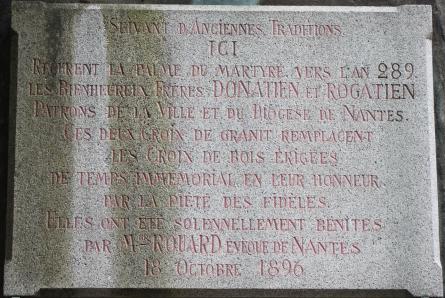 Suivant d'Anciennes Traditions
ICI
Reçurent la palme du martyre vers l'an 289
les Bienheureux Frères DONATIEN et ROGATIEN
Patrons de la Ville et du Diocèse de Nantes.
Ces deux Croix de granit remplacent
les Croix de bois érigées
de temps immémorial en leur honneur
par la piété des fidèles.
Elles ont été solennellement bénites
par Mgr ROUARD évêque de Nantes
18 Octobre 1896